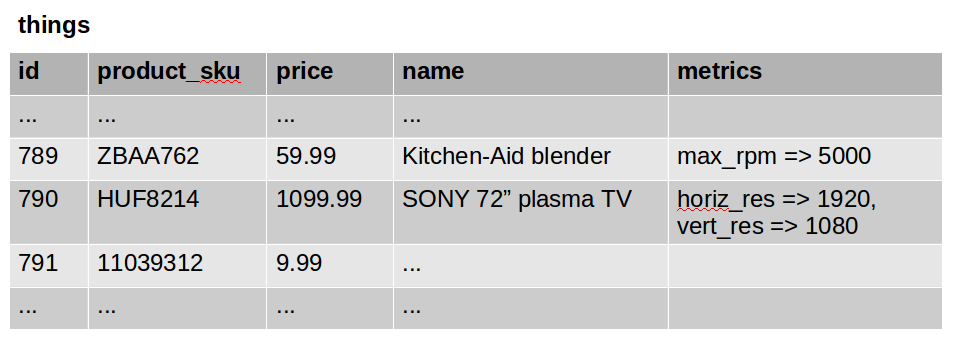 things
id product_sku price name metrics
... ... ... ...
789 ZBAA762 59.99 Kitchen-Aid blender max_rpm => 5000
790 HUF8214 1099.99 SONY 72” plasma TV horiz_res => 1920,
vert_res => 1080
791 11039312 9.99 ...
... ... ... ...